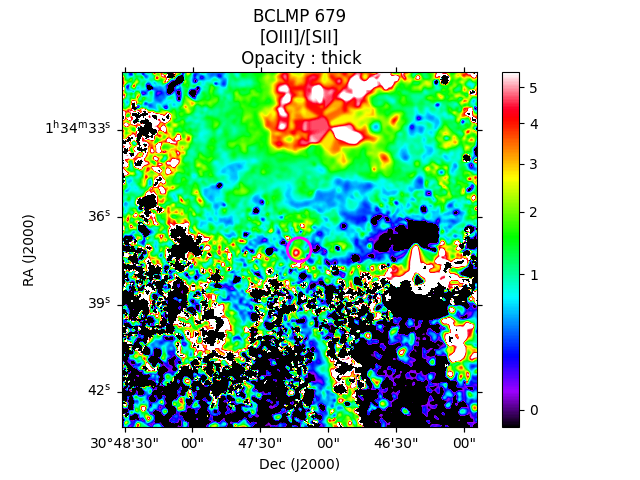 BCLMP 679
[OIII]/[SII]
Opacity : thick
1ʰ34ᵐ33ˢ
36ˢ
39ˢ
42ˢ
RA (J2000)
30°48'30" 00" 47'30" 00" 46'30" 00"
Dec (J2000)
5
4
3
2
1
0